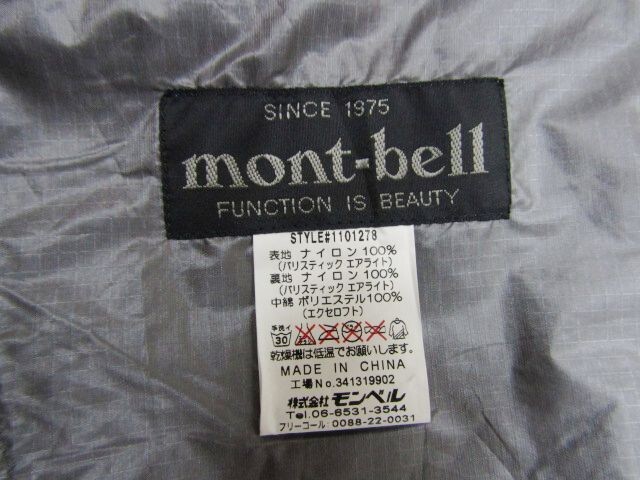 SINCE 1975
mont-bell
FUNCTION IS BEAUTY
STYLE#1101278
表地 ナイロン100%
(バリスティック エアライト)
裏地 ナイロン100%
(バリスティック エアライト)
中綿 ポリエステル100%
(エクセロフト)
手洗イ
30
乾燥機は低温でお願いします
MADE IN CHINA
工場No.341319902
株式会社 モンベル
Tel.06-6531-3544
フリーコール 0088-22-0031